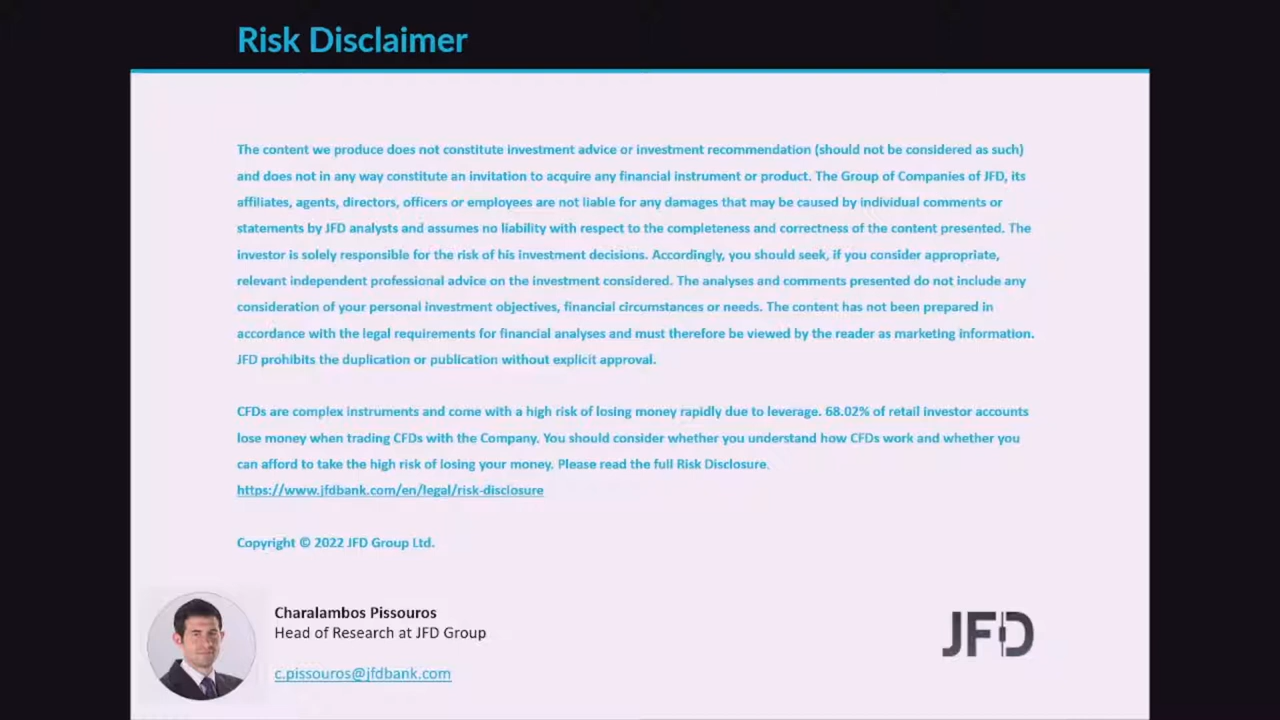 Risk Disclaimer
The content we produce does not constitute investment advice or investment recommendation (should not be considered as such)
and does not in any way constitute an invitation to acquire any financial instrument or product. The Group of Companies of JFD, its
affiliates, agents, directors, officers or employees are not liable for any damages that may be caused by individual comments or
statements by JFD analysts and assumes no liability with respect to the completeness and correctness of the content presented. The
investor is solely responsible for the risk of his investment decisions. Accordingly, you should seek, if you consider appropriate,
relevant independent professional advice on the investment considered. The analyses and comments presented do not include any
consideration of your personal investment objectives, financial circumstances or needs. The content has not been prepared in
accordance with the legal requirements for financial analyses and must therefore be viewed by the reader as marketing information.
JFD prohibits the duplication or publication without explicit approval.
CFDs are complex instruments and come with a high risk of losing money rapidly due to leverage. 68.02% of retail investor accounts
lose money when trading CFDs with the Company. You should consider whether you understand how CFDs work and whether you
can afford to take the high risk of losing your money. Please read the full Risk Disclosure.
https://www.jfdbank.com/en/legal/risk-disclosure
Copyright © 2022 JFD Group Ltd.
Charalambos Pissouros
Head of Research at JFD Group
c.pissouros@jfdbank.com
JFD